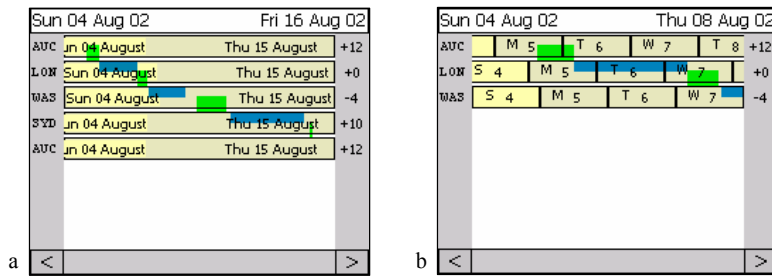 Sun 04 Aug 02 Fri 16 Aug 02
AUC un 04 August Thu 15 August +12
LON Sun 04 August Thu 15 August +0
WAS Sun 04 August Thu 15 August -4
SYD un 04 August Thu 15 August +10
AUC un 04 August Thu 15 August +12
a < >
Sun 04 Aug 02 Thu 08 Aug 02
AUC M 5 T 6 W 7 T 8 +12
LON S 4 M 5 T 6 W 7 +0
WAS S 4 M 5 T 6 W 7 -4
b < >